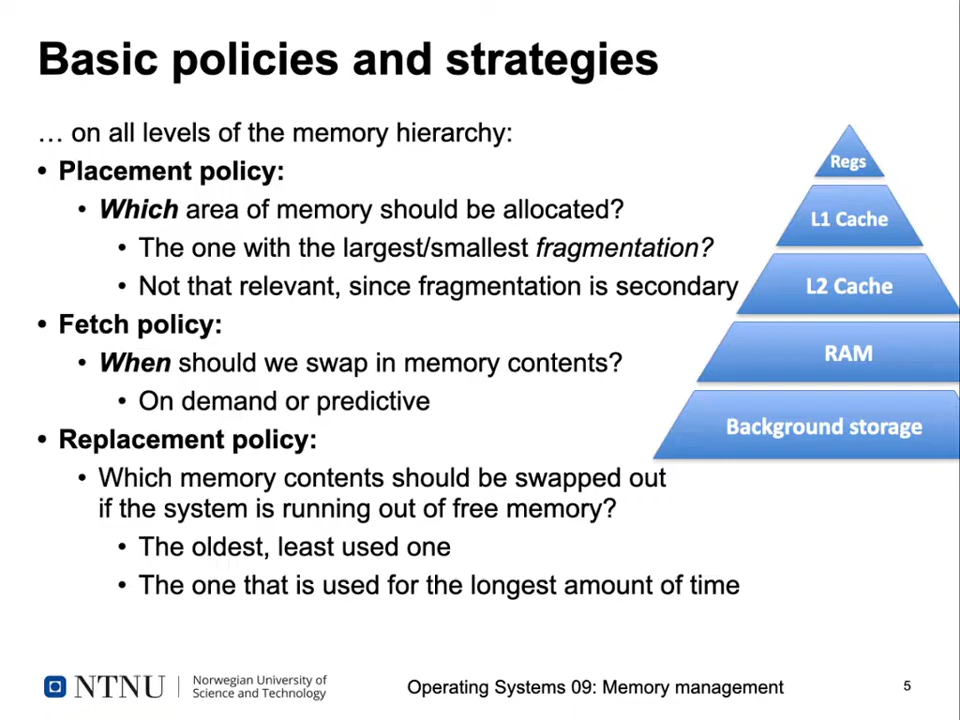 Basic policies and strategies
… on all levels of the memory hierarchy:
• Placement policy:
• Which area of memory should be allocated?
• The one with the largest/smallest fragmentation?
• Not that relevant, since fragmentation is secondary
• Fetch policy:
• When should we swap in memory contents?
• On demand or predictive
• Replacement policy:
• Which memory contents should be swapped out
if the system is running out of free memory?
• The oldest, least used one
• The one that is used for the longest amount of time
Regs
L1 Cache
L2 Cache
RAM
Background storage
NTNU
Norwegian University of
Science and Technology
Operating Systems 09: Memory management
5